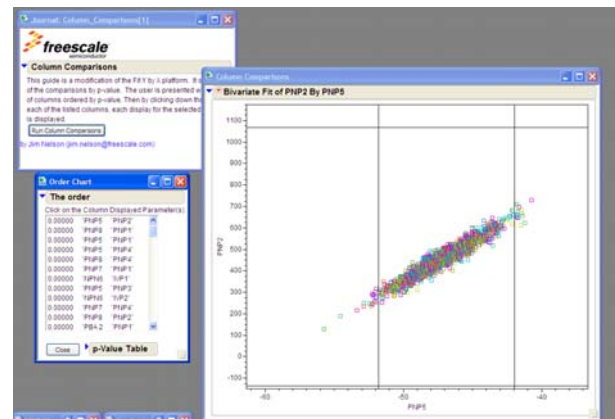 Journal: Column_Comparisons[1]
freescale
semiconductor
Column Comparisons
This guide is a modification of the Fit Y by X platform. It
of the comparisons by p-value. The user is presented
of columns ordered by p-value. Then by clicking down the
each of the listed columns, each display for the selected
is displayed.
Run Column Comparisons
by Jim Nelson (jim.nelson@freescale.com)
Order Chart
The order
Click on the Column Displayed Parameter(s)
0.00000 'PNP5 'PNP2'
0.00000 'PNP8 'PNP1'
0.00000 'PNP5 'PNP1'
0.00000 'PNP5 'PNP4'
0.00000 'PNP8 'PNP4'
0.00000 'PNP7 'PNP1'
0.00000 'NPN6 'IVP1'
0.00000 'PNP5 'PNP3'
0.00000 'NPN6 'IVP2'
0.00000 'PNP7 'PNP4'
0.00000 'PNP8 'PNP2'
0.00000 'PBA2 'PNP1'
Close
p-Value Table
Column Comparisons
Bivariate Fit of PNP2 By PNP5
1100
1000
900
800
700
600
500
400
300
200
100
0
-100
PNP2
-60
-50
-40
PNP5